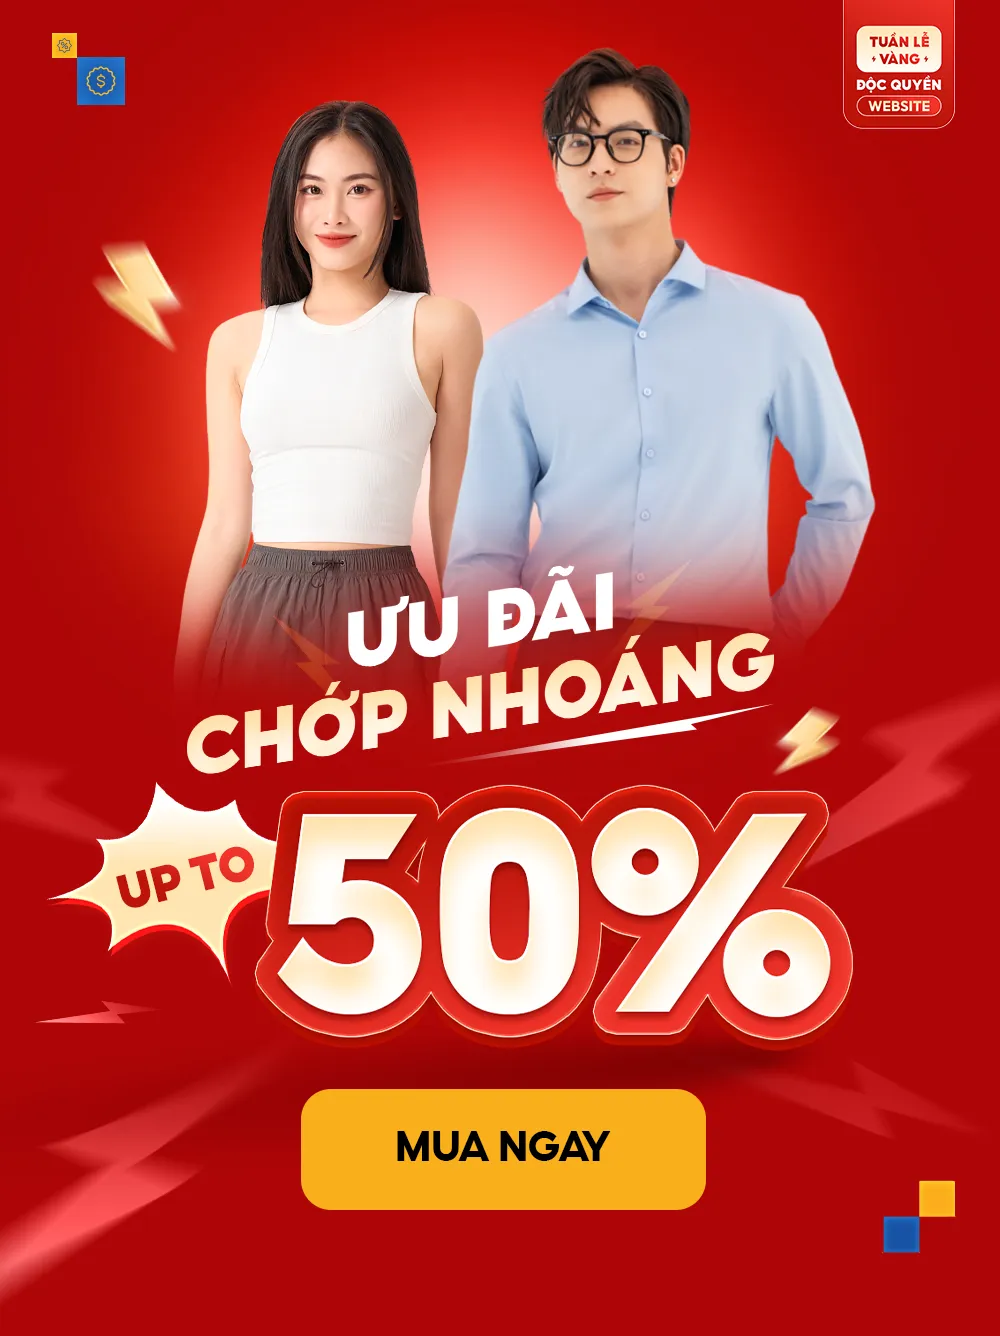 TUẦN LỄ
VÀNG
ĐỘC QUYỀN
WEBSITE
%
$
ƯU ĐÃI
CHỚP NHOÁNG
UP TO
50%
MUA NGAY